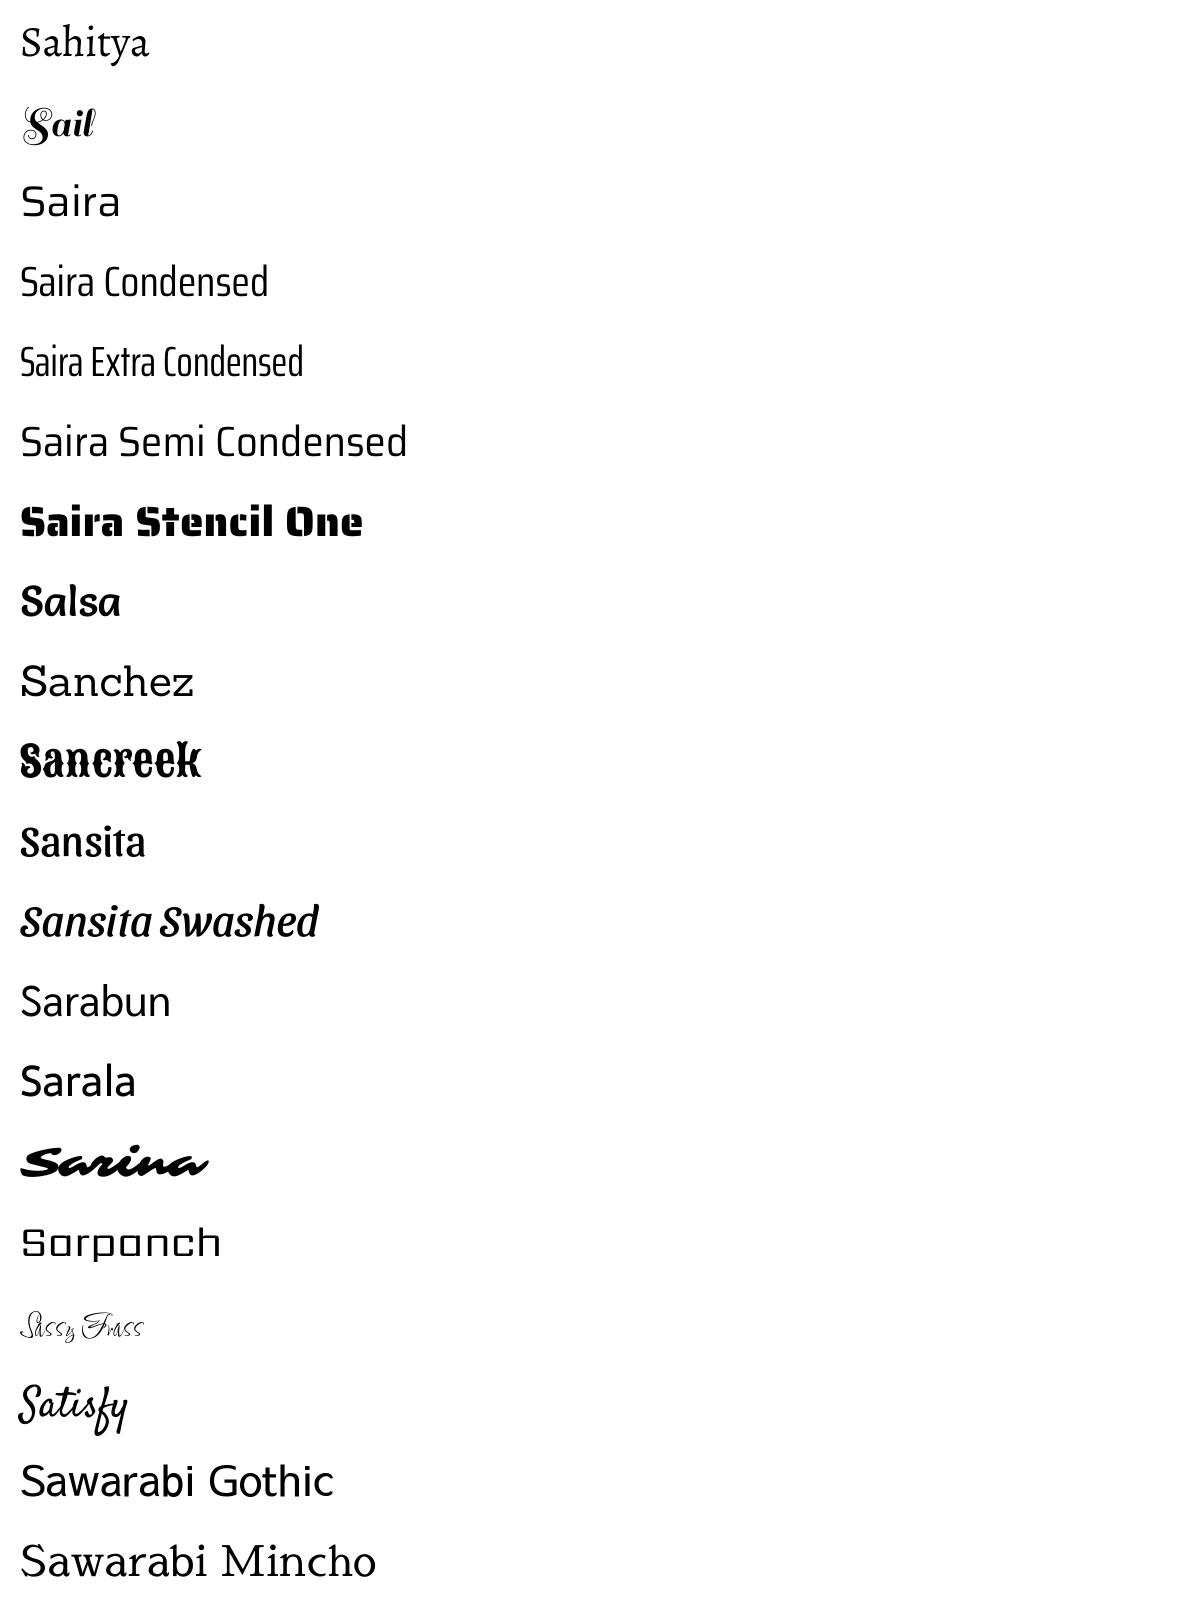 Sahitya
Sail
Saira
Saira Condensed
Saira Extra Condensed
Saira Semi Condensed
Saira Stencil One
Salsa
Sanchez
Sancreek
Sansita
Sansita Swashed
Sarabun
Sarala
Sarina
Sarpanch
Sassy Frass
Satisfy
Sawarabi Gothic
Sawarabi Mincho